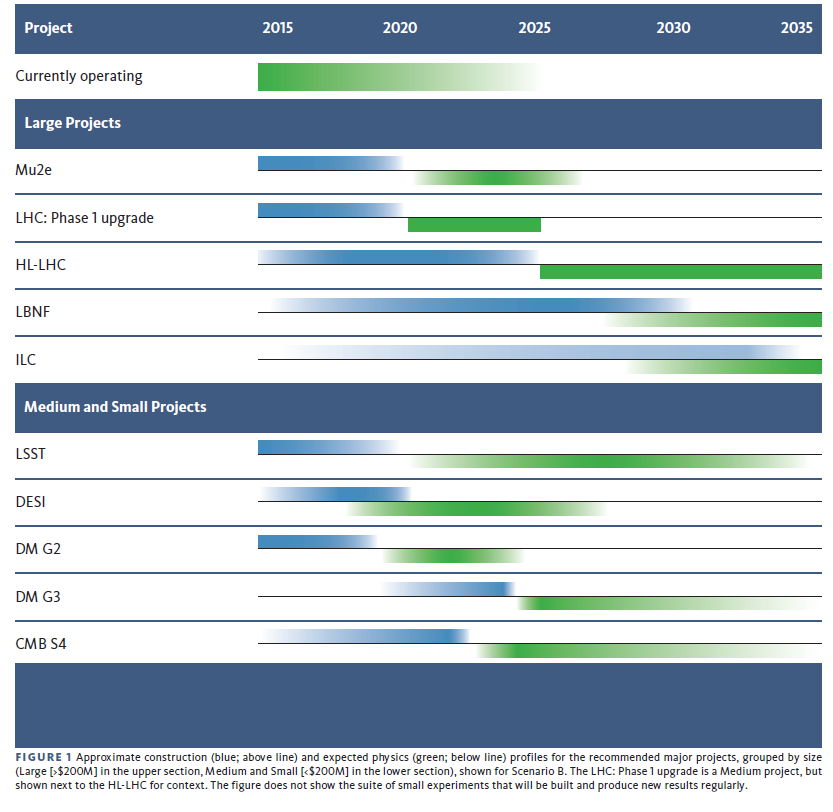 Project 2015 2020 2025 2030 2035
Currently operating
Large Projects
Mu2e
LHC: Phase 1 upgrade
HL-LHC
LBNF
ILC
Medium and Small Projects
LSST
DESI
DM G2
DM G3
CMB S4
FIGURE 1 Approximate construction (blue; above line) and expected physics (green; below line) profiles for the recommended major projects, grouped by size
(Large [>$200M] in the upper section, Medium and Small [<$200M] in the lower section), shown for Scenario B. The LHC: Phase 1 upgrade is a Medium project, but
shown next to the HL-LHC for context. The figure does not show the suite of small experiments that will be built and produce new results regularly.